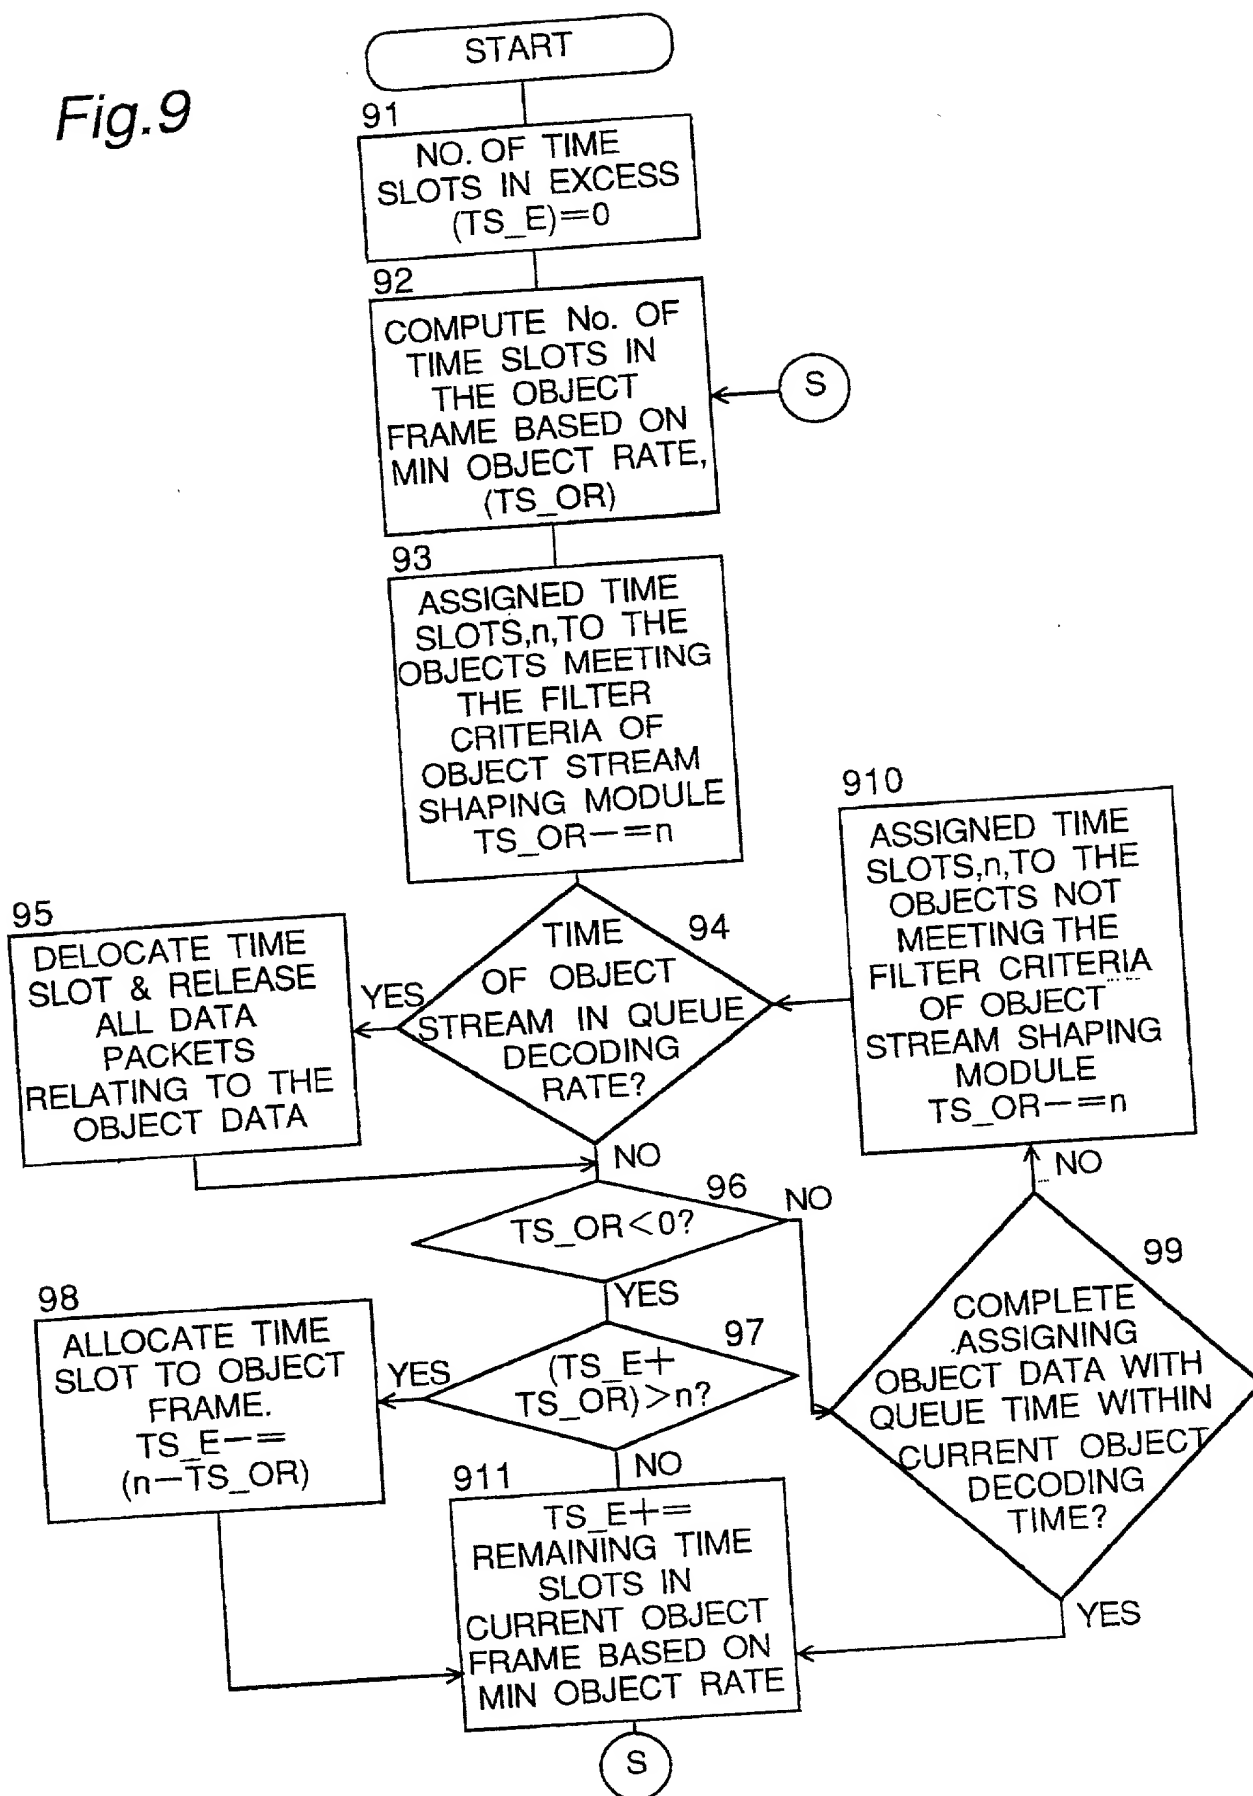 START
Fig.9
91
NO. OF TIME
SLOTS IN EXCESS
(TS_E)=0
92
COMPUTE No. OF
TIME SLOTS IN
THE OBJECT
FRAME BASED ON
MIN OBJECT RATE,
(TS_OR)
S
93
ASSIGNED TIME
SLOTS,n,TO THE
OBJECTS MEETING
THE FILTER
CRITERIA OF
OBJECT STREAM
SHAPING MODULE
TS_OR-=n
94
TIME
OF OBJECT
STREAM IN QUEUE
DECODING
RATE?
YES
NO
95
DELOCATE TIME
SLOT & RELEASE
ALL DATA
PACKETS
RELATING TO THE
OBJECT DATA
96
TS_OR<0?
NO
YES
97
(TS_E+
TS_OR)>n?
YES
NO
98
ALLOCATE TIME
SLOT TO OBJECT
FRAME.
TS_E-=
(n-TS_OR)
99
COMPLETE
ASSIGNING
OBJECT DATA WITH
QUEUE TIME WITHIN
CURRENT OBJECT
DECODING
TIME?
NO
YES
910
ASSIGNED TIME
SLOTS,n,TO THE
OBJECTS NOT
MEETING THE
FILTER CRITERIA
OF OBJECT
STREAM SHAPING
MODULE
TS_OR-=n
911
TS_E+=
REMAINING TIME
SLOTS IN
CURRENT OBJECT
FRAME BASED ON
MIN OBJECT RATE
S